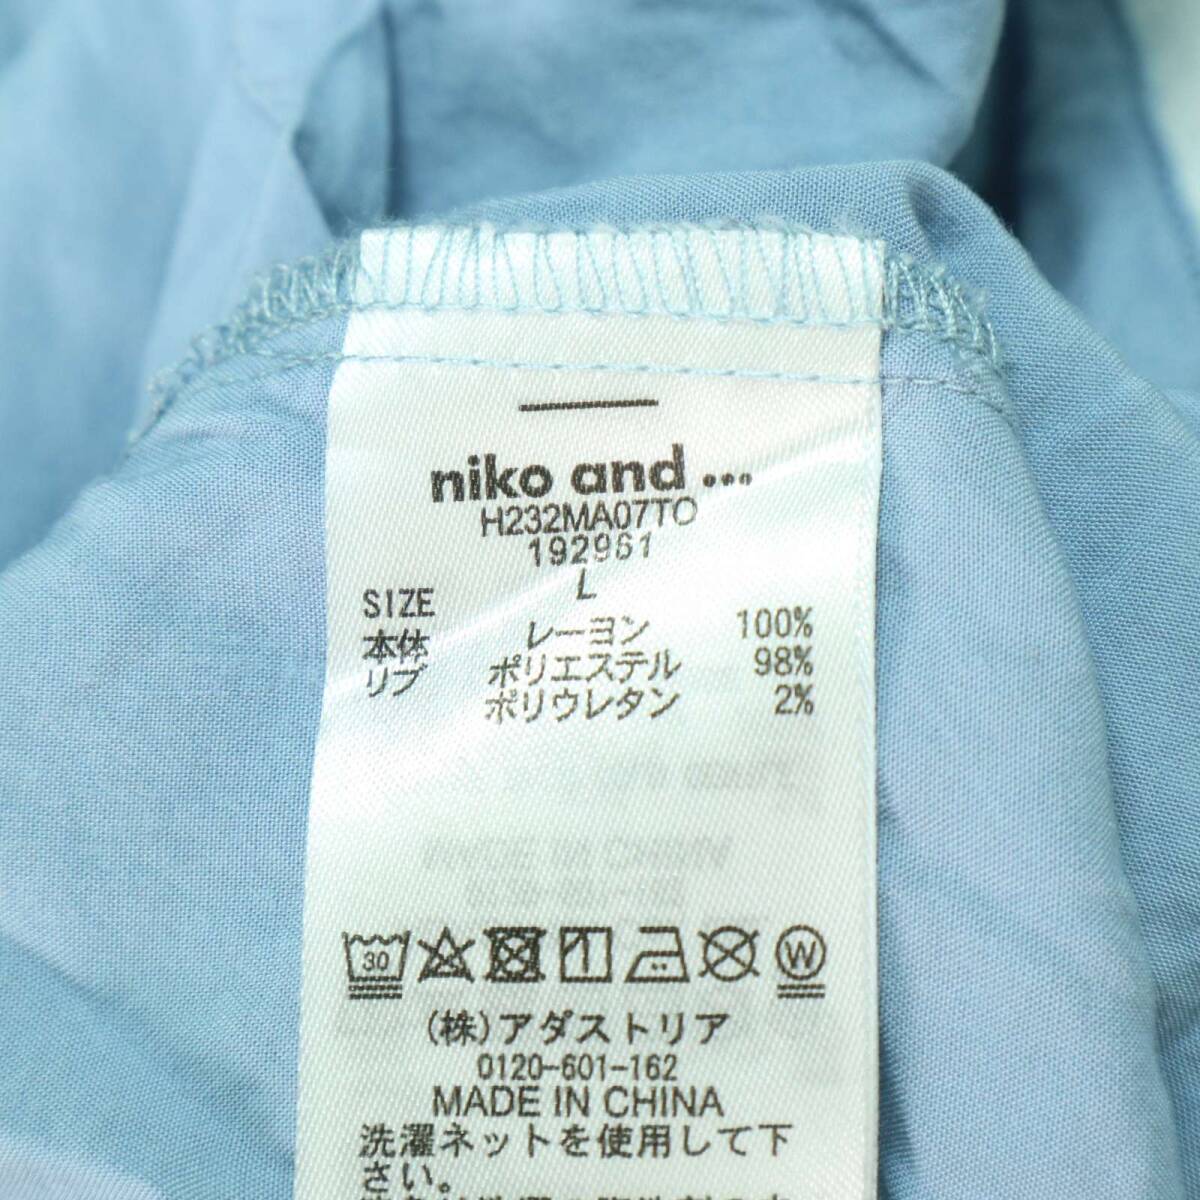 niko and ...
H232MA07TO
192961
SIZE L
本体 レーヨン 100%
リブ ポリエステル 98%
ポリウレタン 2%
30 W
(株)アダストリア
0120-601-162
MADE IN CHINA
洗濯ネットを使用して下
さい。